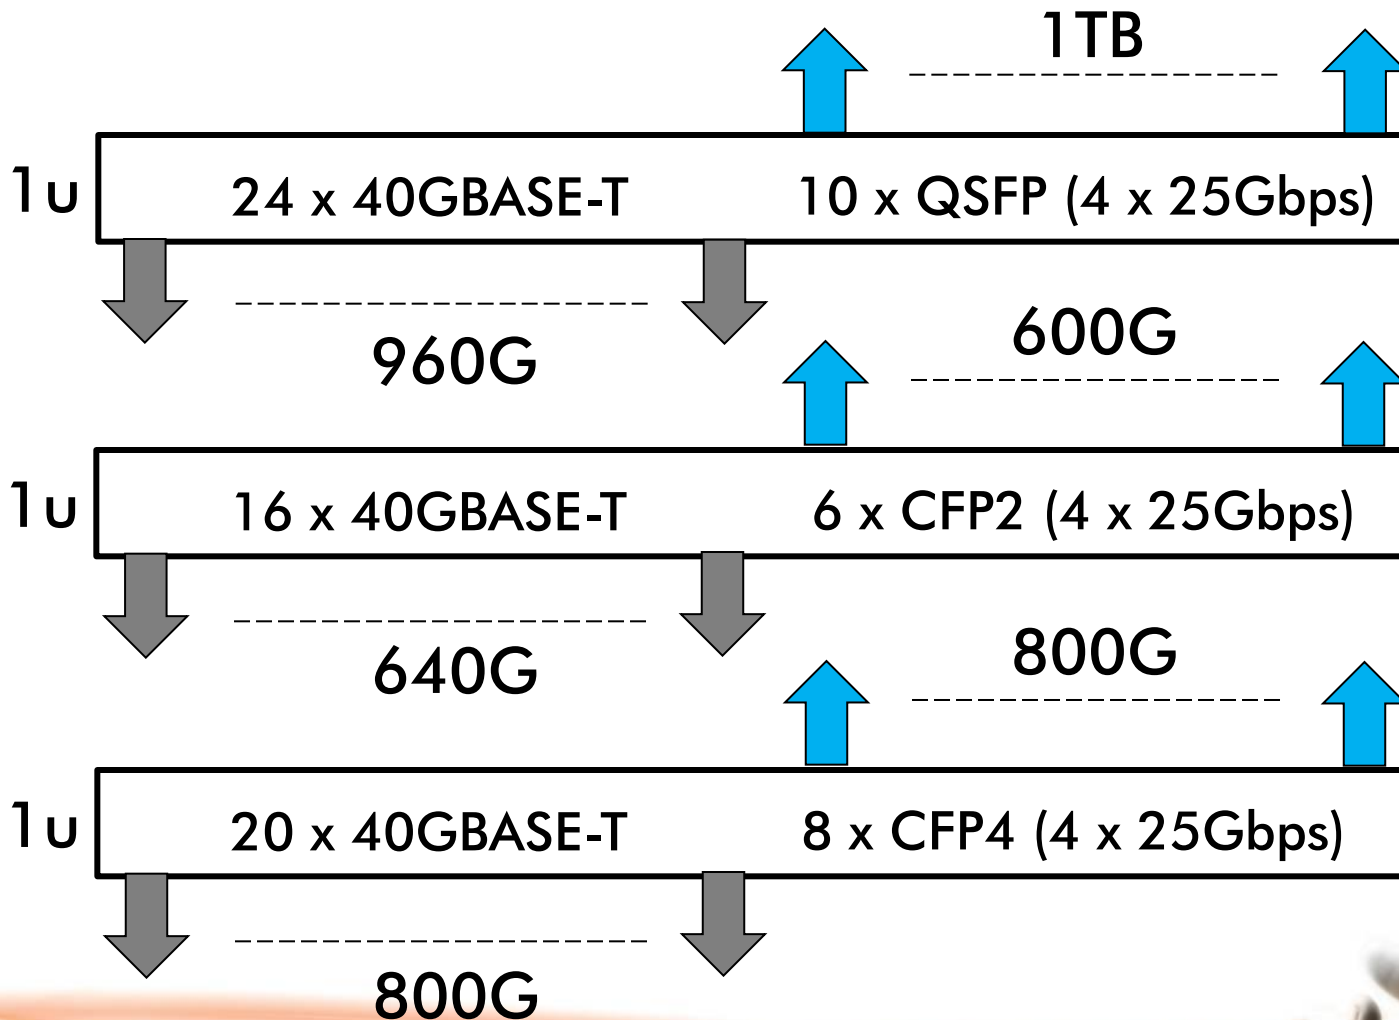 1TB
1u 24 x 40GBASE-T 10 x QSFP (4 x 25Gbps)
960G
600G
1u 16 x 40GBASE-T 6 x CFP2 (4 x 25Gbps)
640G
800G
1u 20 x 40GBASE-T 8 x CFP4 (4 x 25Gbps)
800G